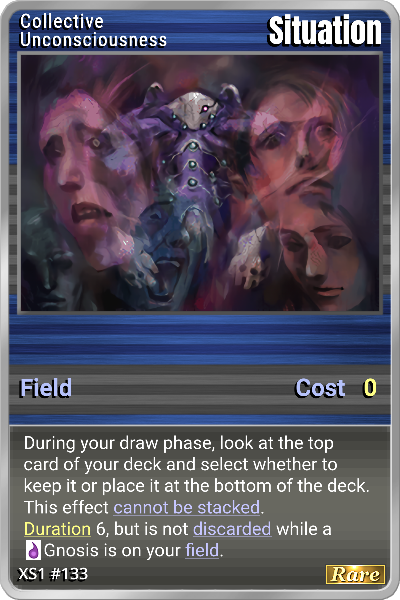 Collective
Unconsciousness
Situation
Field
Cost 0
During your draw phase, look at the top
card of your deck and select whether to
keep it or place it at the bottom of the deck.
This effect cannot be stacked.
Duration 6, but is not discarded while a
Gnosis is on your field.
XS1 #133
Rare